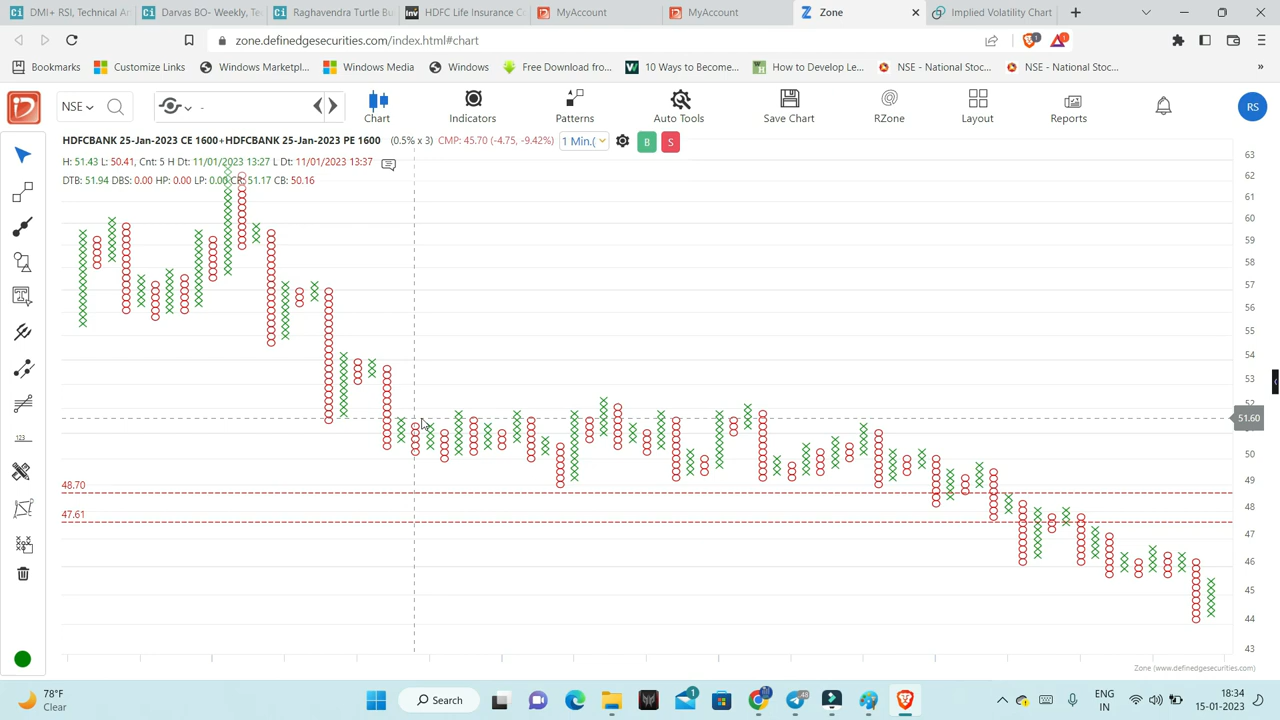 DMI+ RSI, Technical An
Darvas BO- Weekly, Te
Raghavendra Turtle Bu
HDFC Life Insurance Co
MyAccount
MyAccount
Zone
Implied Volatility Chart
zone.definedgesecurities.com/index.html#chart
Bookmarks
Customize Links
Windows Marketpl...
Windows Media
Windows
Free Download fro...
10 Ways to Become...
How to Develop Le...
NSE - National Stoc...
NSE - National Stoc...
NSE
-
Chart
Indicators
Patterns
Auto Tools
Save Chart
RZone
Layout
Reports
RS
HDFCBANK 25-Jan-2023 CE 1600+HDFCBANK 25-Jan-2023 PE 1600 (0.5% x 3) CMP: 45.70 (-4.75, -9.42%) 1 Min.( B S
H: 51.43 L: 50.41, Cnt: 5 H Dt: 11/01/2023 13:27 L Dt: 11/01/2023 13:37
DTB: 51.94 DBS: 0.00 HP: 0.00 LP: 0.00 CB: 50.16
51.17
63
62
61
60
59
58
57
56
55
54
53
52
51.60
50
49
48
47
46
45
44
43
48.70
47.61
123
Zone (www.definedgesecurities.com)
78°F
Clear
Search
1
48
ENG
IN
18:34
15-01-2023